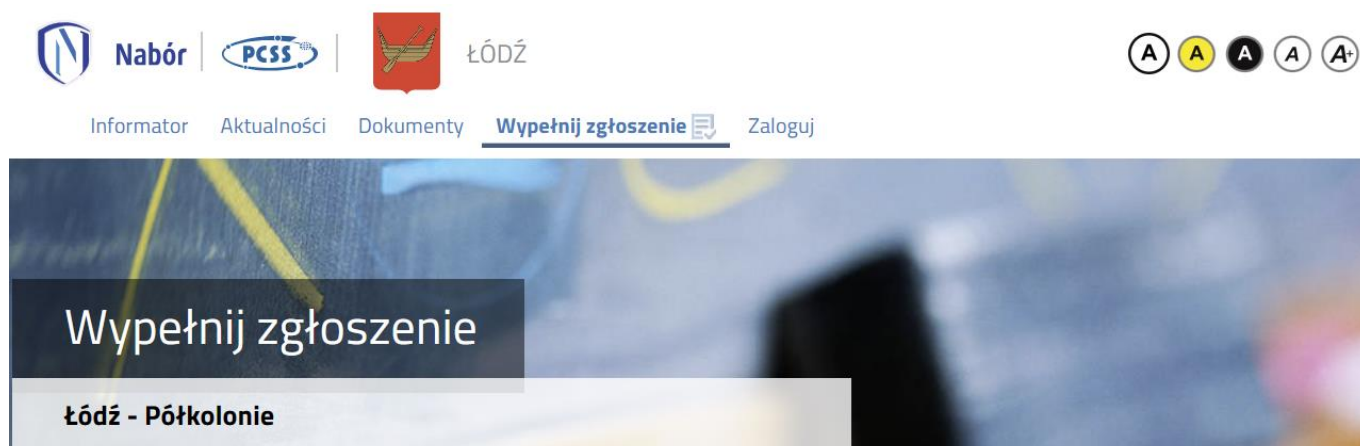 Nabór PCSS ŁÓDŹ A A A A A+
Informator Aktualności Dokumenty Wypełnij zgłoszenie Zaloguj
Wypełnij zgłoszenie
Łódź - Półkolonie